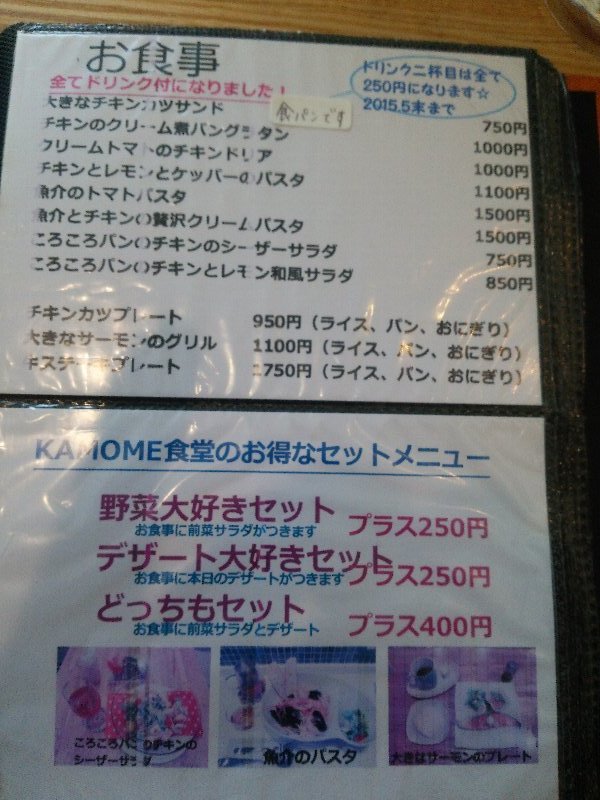 お食事
全てドリンク付になりました！
ドリンク二杯目は全て
250円になります☆
2015.5末まで
大きなチキンカツサンド 750円
食パンです
チキンのクリーム煮パングラタン 1000円
クリームトマトのチキンドリア 1000円
チキンとレモンとケッパーのパスタ 1100円
魚介のトマトパスタ 1500円
魚介とチキンの贅沢クリームパスタ 1500円
ころころパンのチキンのシーザーサラダ 750円
ころころパンのチキンとレモン和風サラダ 850円
チキンカツプレート 950円（ライス、パン、おにぎり）
大きなサーモンのグリル 1100円（ライス、パン、おにぎり）
牛ステーキプレート 1750円（ライス、パン、おにぎり）
KAMOME食堂のお得なセットメニュー
野菜大好きセット プラス250円
お食事に前菜サラダがつきます
デザート大好きセット プラス250円
お食事に本日のデザートがつきます
どっちもセット プラス400円
お食事に前菜サラダとデザート
ころころパンのチキンの
シーザーサラダ
魚介のパスタ
大きなサーモンのプレート